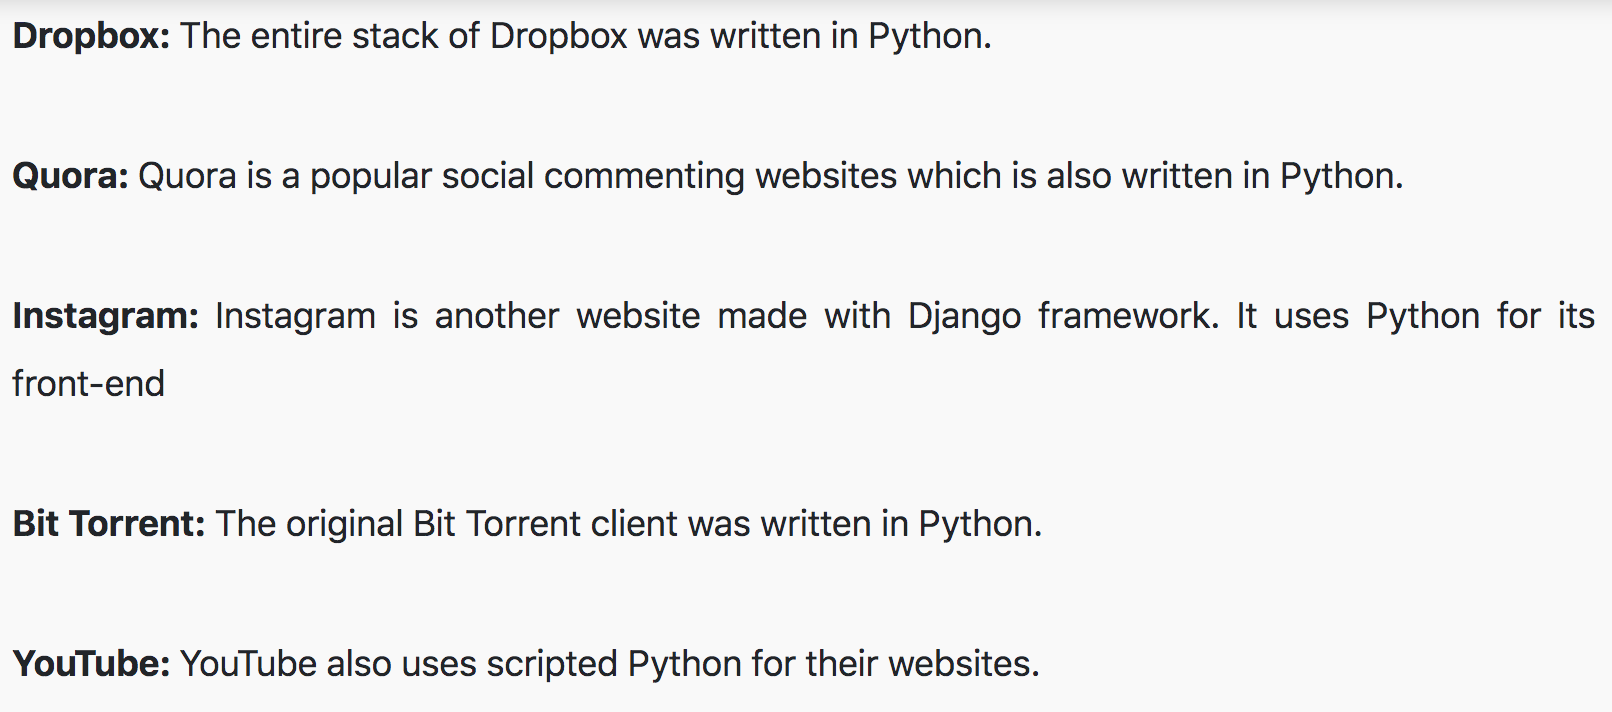 Dropbox: The entire stack of Dropbox was written in Python.
Quora: Quora is a popular social commenting websites which is also written in Python.
Instagram: Instagram is another website made with Django framework. It uses Python for its
front-end
Bit Torrent: The original Bit Torrent client was written in Python.
YouTube: YouTube also uses scripted Python for their websites.